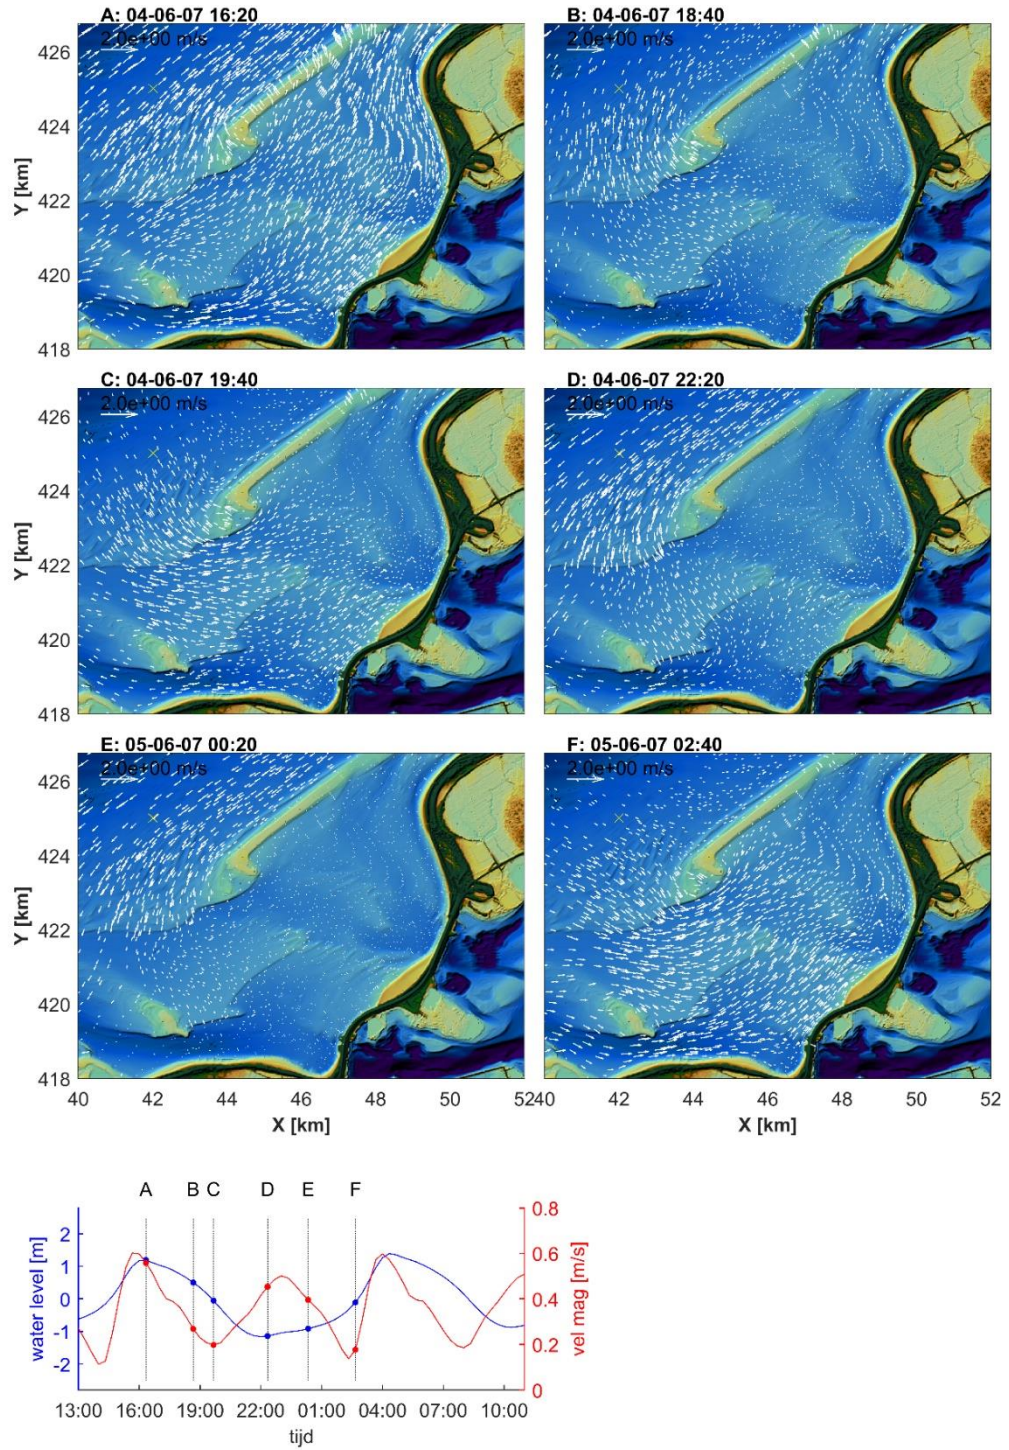 A: 04-06-07 16:20
B: 04-06-07 18:40
2.0e+00 m/s
2.0e+00 m/s
426
424
422
420
418
Y [km]
C: 04-06-07 19:40
D: 04-06-07 22:20
2.0e+00 m/s
2.0e+00 m/s
426
424
422
420
418
Y [km]
E: 05-06-07 00:20
F: 05-06-07 02:40
2.0e+00 m/s
2.0e+00 m/s
426
424
422
420
418
Y [km]
40 42 44 46 48 50 52
40 42 44 46 48 50 52
X [km]
X [km]
A B C D E F
2
1
0
-1
-2
water level [m]
0.8
0.6
0.4
0.2
0
vel mag [m/s]
13:00 16:00 19:00 22:00 01:00 04:00 07:00 10:00
tijd